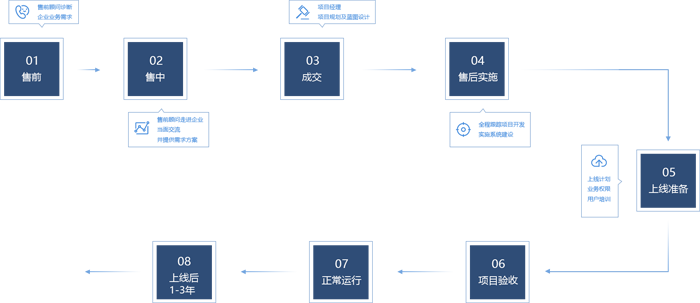 售前顾问诊断
企业业务需求
01
售前
02
售中
售前顾问走进企业
当面交流
并提供需求方案
项目经理
项目规划及蓝图设计
03
成交
04
售后实施
全程跟踪项目开发
实施系统建设
05
上线准备
上线计划
业务权限
用户培训
06
项目验收
07
正常运行
08
上线后
1-3年